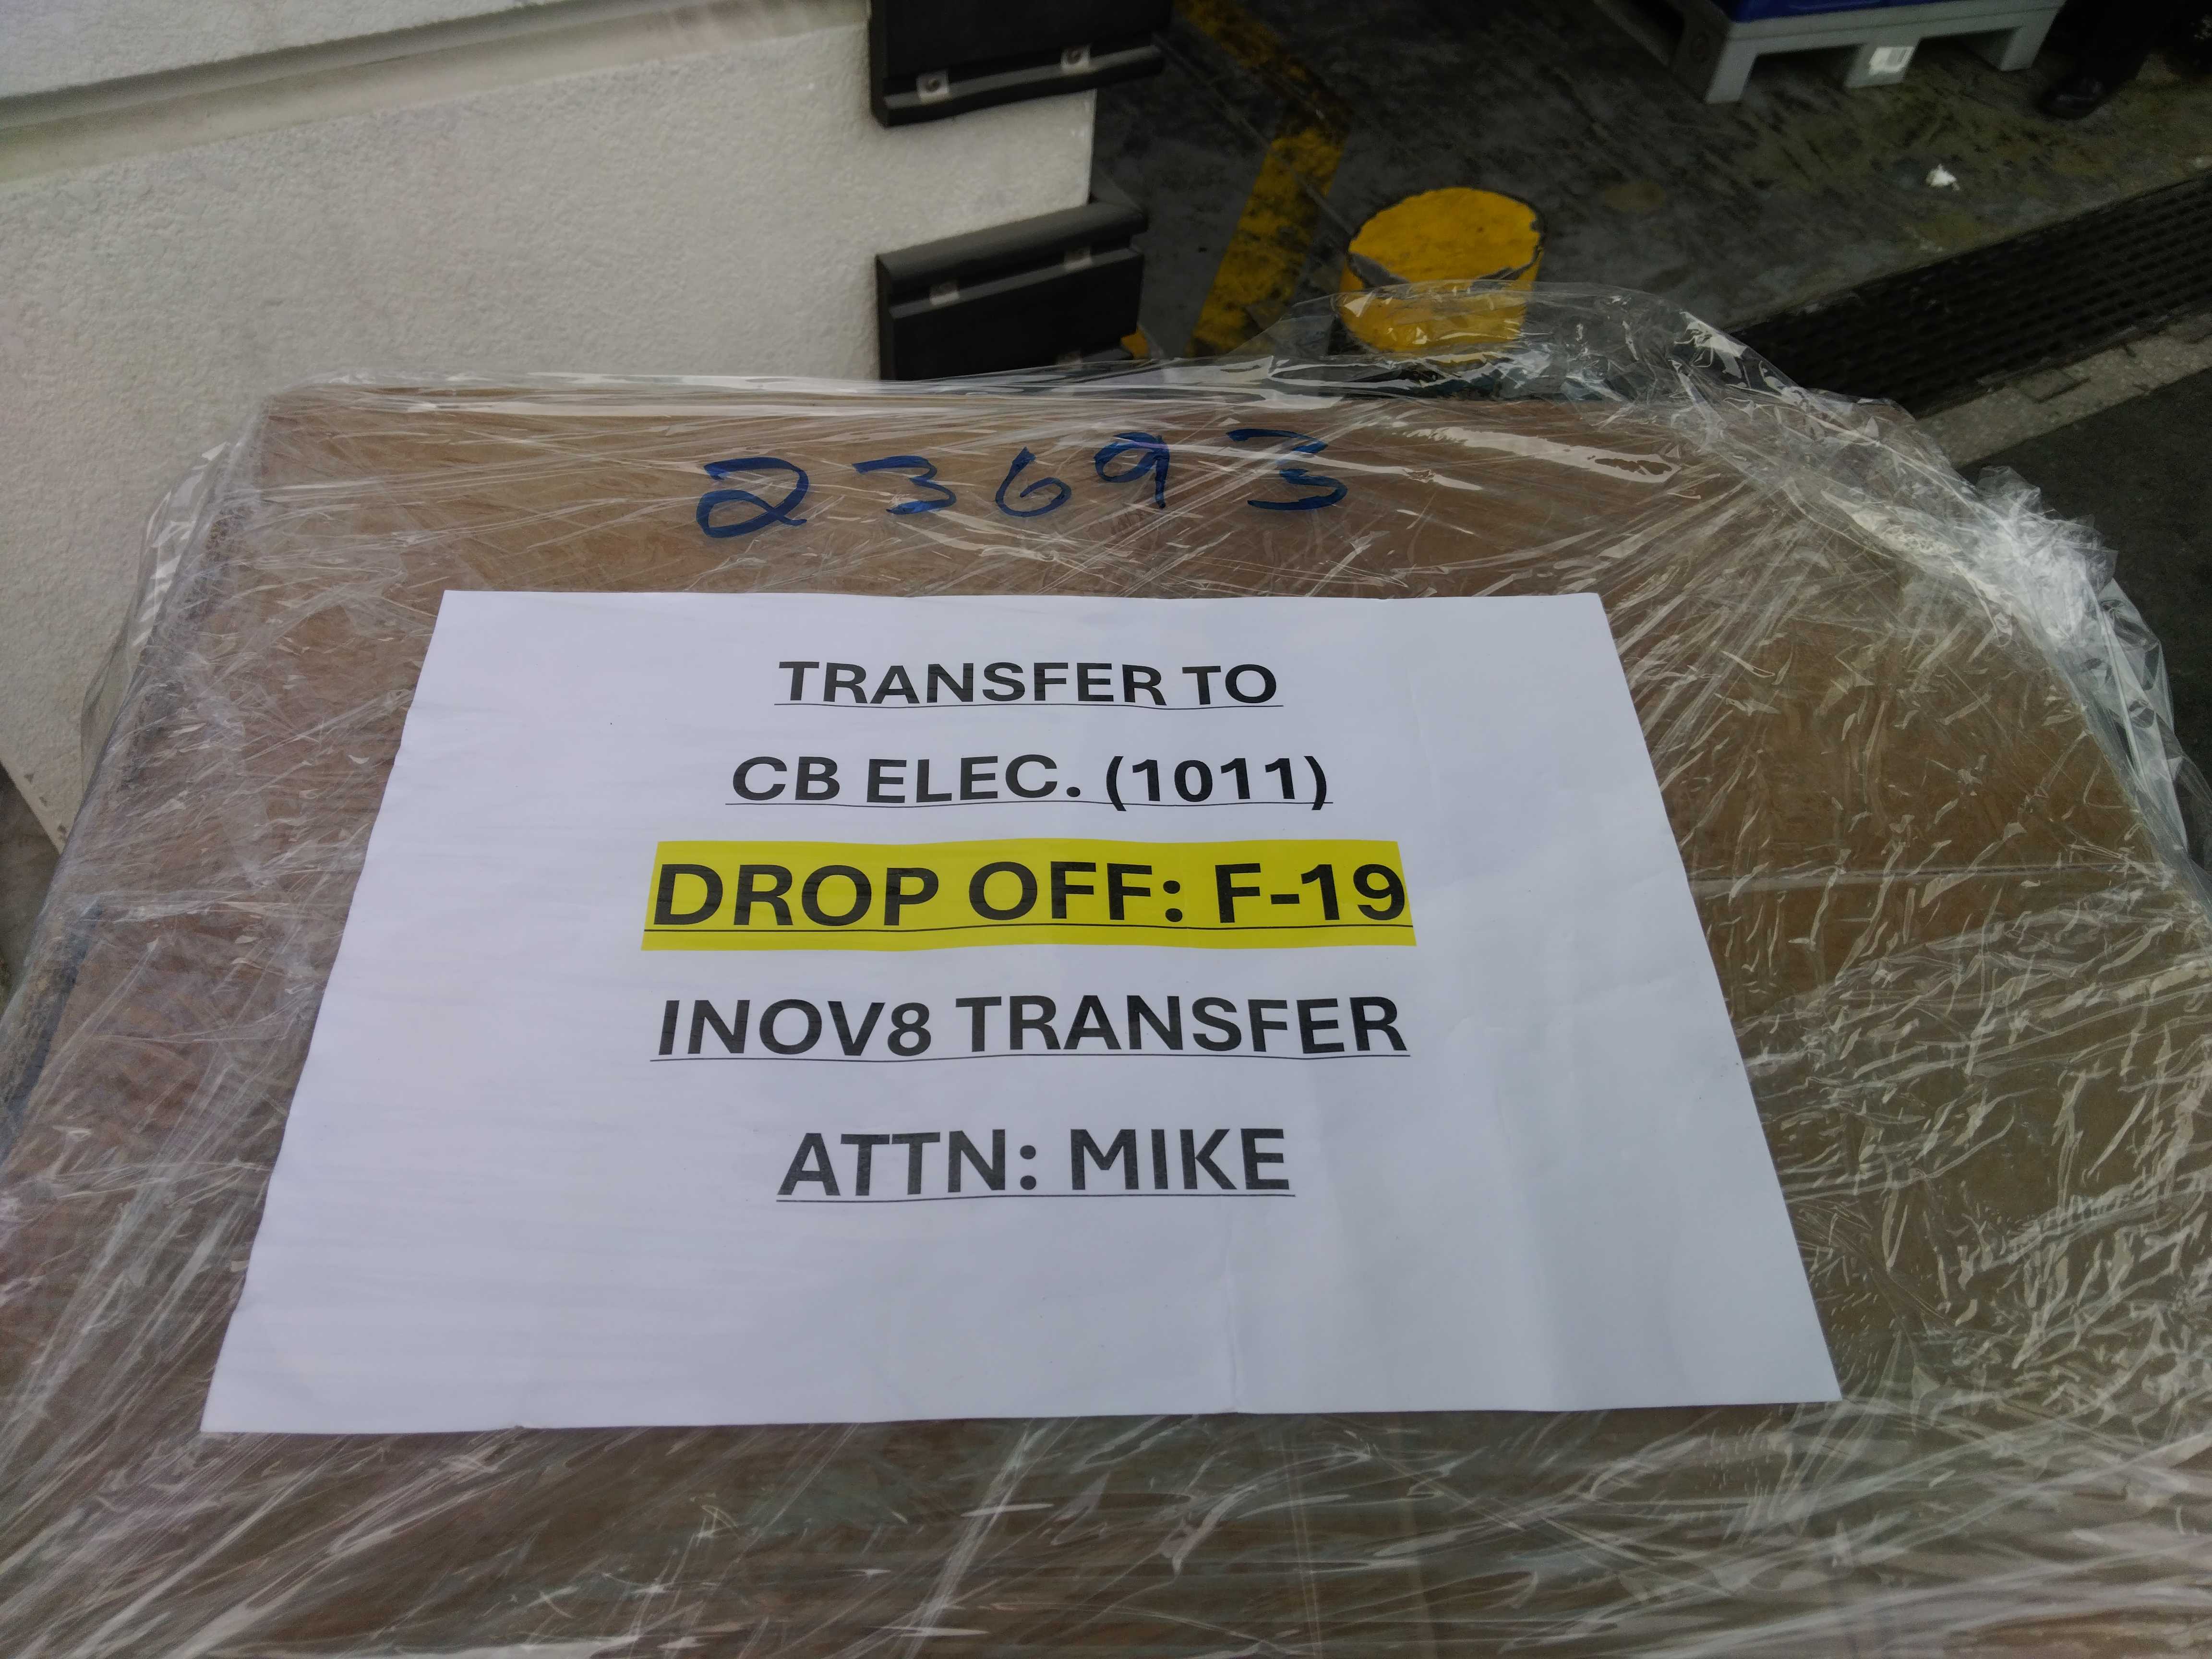 23693
TRANSFER TO
CB ELEC. (1011)
DROP OFF: F-19
INOV8 TRANSFER
ATTN: MIKE